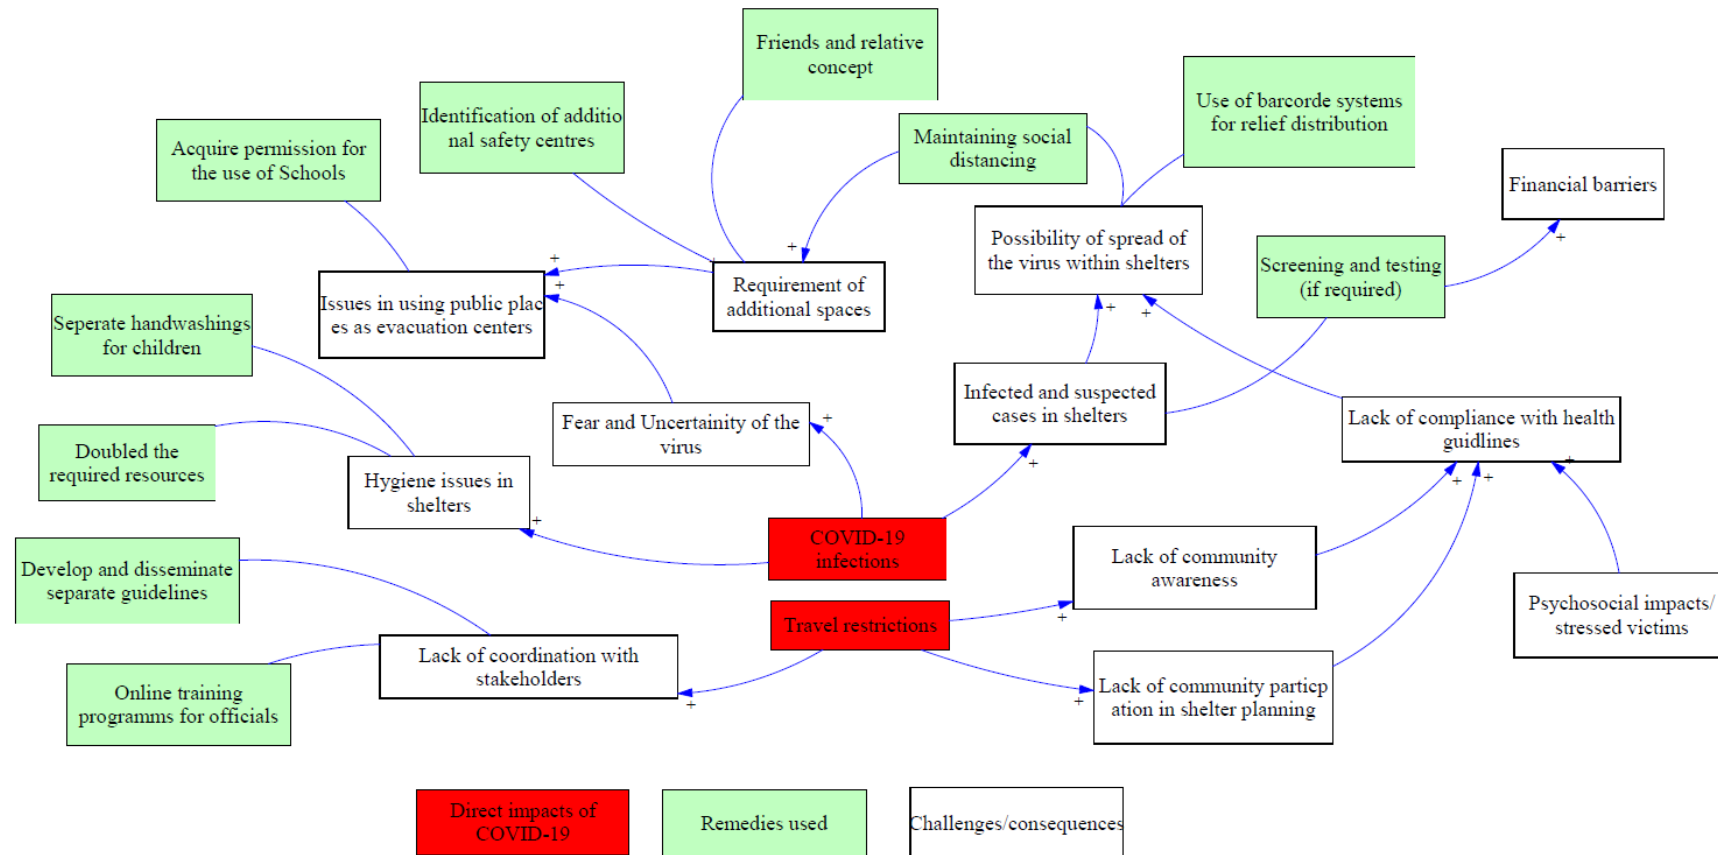 Friends and relative
concept
Identification of additio
nal safety centres
Use of barcorde systems
for relief distribution
Maintaining social
distancing
Acquire permission for
the use of Schools
Financial barriers
Possibility of spread of
the virus within shelters
Screening and testing
(if required)
+
+
+
Requirement of
additional spaces
+
Issues in using public plac
es as evacuation centers
+
+
Seperate handwashings
for children
Infected and suspected
cases in shelters
Fear and Uncertainity of the
virus
+
Lack of compliance with health
guidlines
Doubled the
required resources
Hygiene issues in
shelters
+
+
+
+
+
COVID-19
infections
Lack of community
awareness
Develop and disseminate
separate guidelines
Psychosocial impacts/
stressed victims
Travel restrictions
+
Lack of coordination with
stakeholders
+
Lack of community particp
ation in shelter planning
+
Online training
programms for officials
Direct impacts of
COVID-19
Remedies used
Challenges/consequences